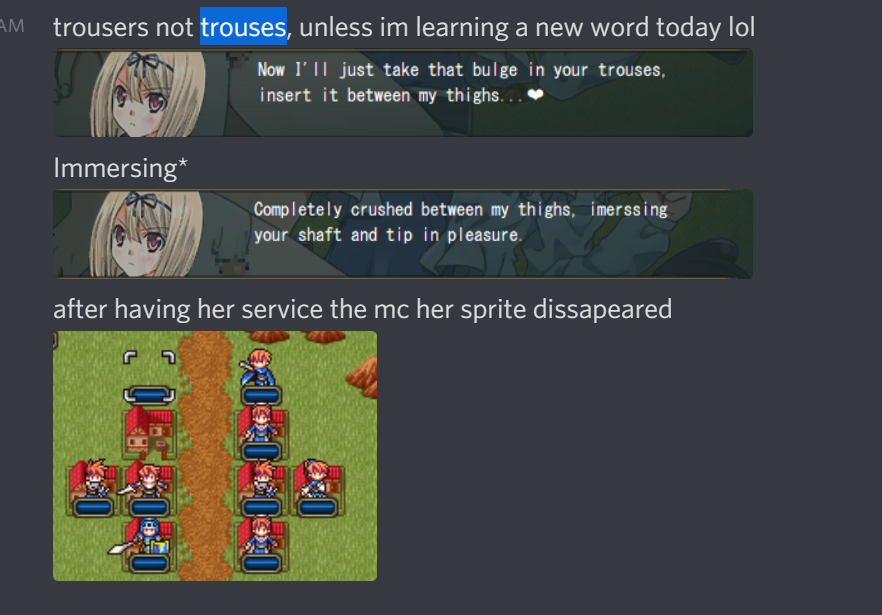 AM
trousers not trouses, unless im learning a new word today lol
Now I'll just take that bulge in your trouses,
insert it between my thighs...❤
Immersing*
Completely crushed between my thighs, imerssing
your shaft and tip in pleasure.
after having her service the mc her sprite dissapeared